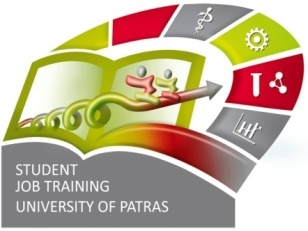 STUDENT
JOB TRAINING
UNIVERSITY OF PATRAS